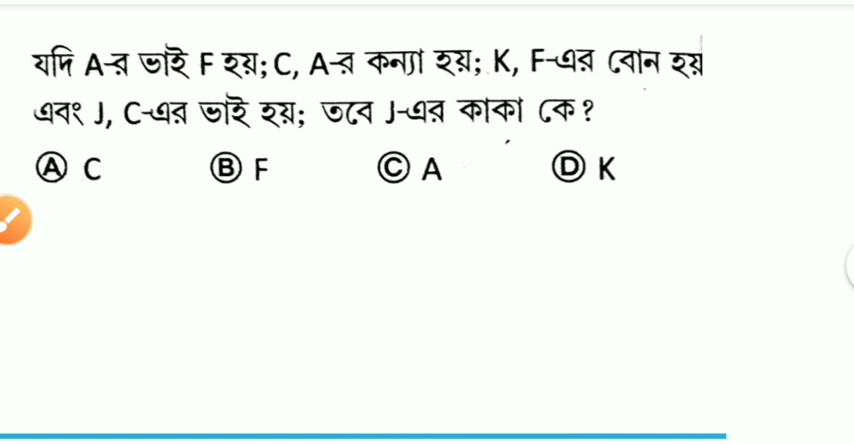 যদি A-র ভাই F হয়; C, A-র কন্যা হয়; K, F-এর বোন হয়
এবং J, C-এর ভাই হয়; তবে J-এর কাকা কে?
Ⓐ C Ⓑ F Ⓒ A Ⓓ K